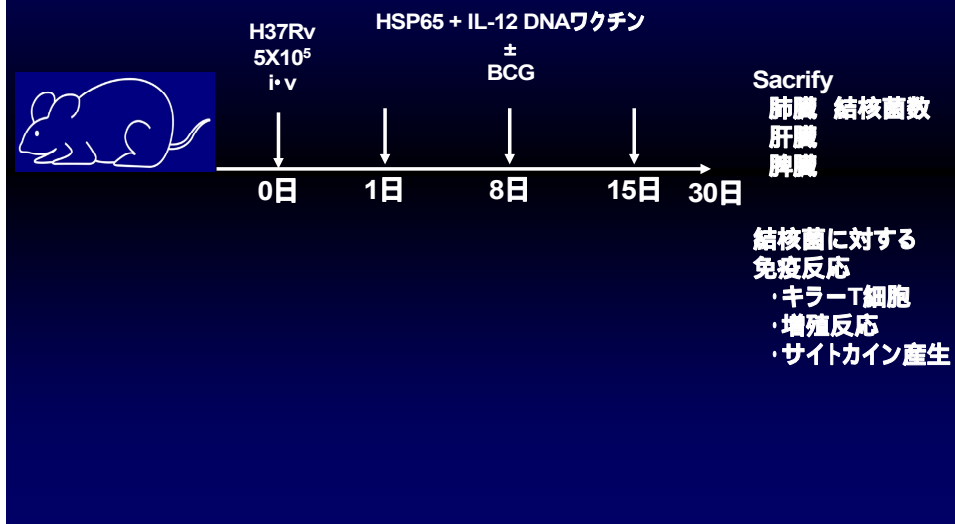 H37Rv
5X10⁵
i・v
HSP65 + IL-12 DNAワクチン
±
BCG
Sacrify
肺臓 結核菌数
肝臓
脾臓
0日 1日 8日 15日 30日
結核菌に対する
免疫反応
・キラーT細胞
・増殖反応
・サイトカイン産生